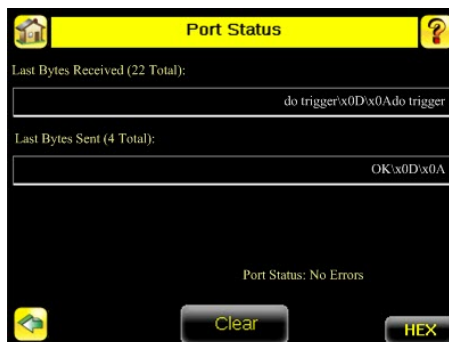 Port Status
?
Last Bytes Received (22 Total):
do trigger\x0D\x0Ado trigger
Last Bytes Sent (4 Total):
OK\x0D\x0A
Port Status: No Errors
Clear
HEX